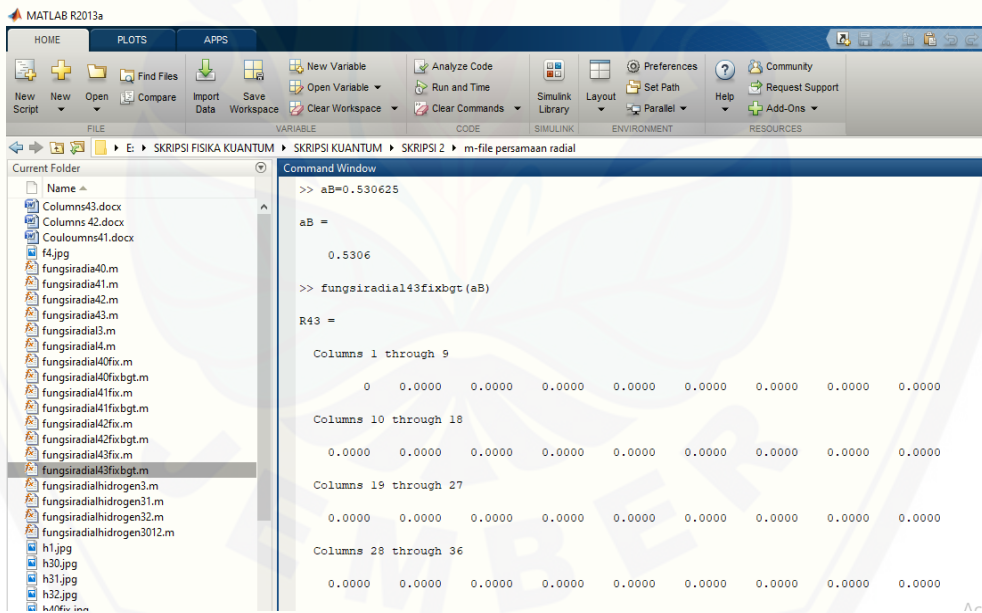 MATLAB R2013a
HOME PLOTS APPS
New Script
New
Open
Find Files
Compare
Import Data
Save Workspace
New Variable
Open Variable
Clear Workspace
Analyze Code
Run and Time
Clear Commands
Simulink Library
Layout
Preferences
Set Path
Parallel
Help
Community
Request Support
Add-Ons
FILE VARIABLE CODE SIMULINK ENVIRONMENT RESOURCES
E: SKRIPSI FISIKA KUANTUM SKRIPSI KUANTUM SKRIPSI 2 m-file persamaan radial
Current Folder
Name
Columns43.docx
Columns 42.docx
Couloumns41.docx
f4.jpg
fungsiradia40.m
fungsiradia41.m
fungsiradia42.m
fungsiradia43.m
fungsiradial3.m
fungsiradial4.m
fungsiradial40fix.m
fungsiradial40fixbgt.m
fungsiradial41fix.m
fungsiradial41fixbgt.m
fungsiradial42fix.m
fungsiradial42fixbgt.m
fungsiradial43fix.m
fungsiradial43fixbgt.m
fungsiradialhidrogen3.m
fungsiradialhidrogen31.m
fungsiradialhidrogen32.m
fungsiradialhidrogen3012.m
h1.jpg
h30.jpg
h31.jpg
h32.jpg
h40fix.jpg
Command Window
>> aB=0.530625
aB =
0.5306
>> fungsiradial43fixbgt(aB)
R43 =
Columns 1 through 9
0 0.0000 0.0000 0.0000 0.0000 0.0000 0.0000 0.0000 0.0000
Columns 10 through 18
0.0000 0.0000 0.0000 0.0000 0.0000 0.0000 0.0000 0.0000 0.0000
Columns 19 through 27
0.0000 0.0000 0.0000 0.0000 0.0000 0.0000 0.0000 0.0000 0.0000
Columns 28 through 36
0.0000 0.0000 0.0000 0.0000 0.0000 0.0000 0.0000 0.0000 0.0000
JEMBER